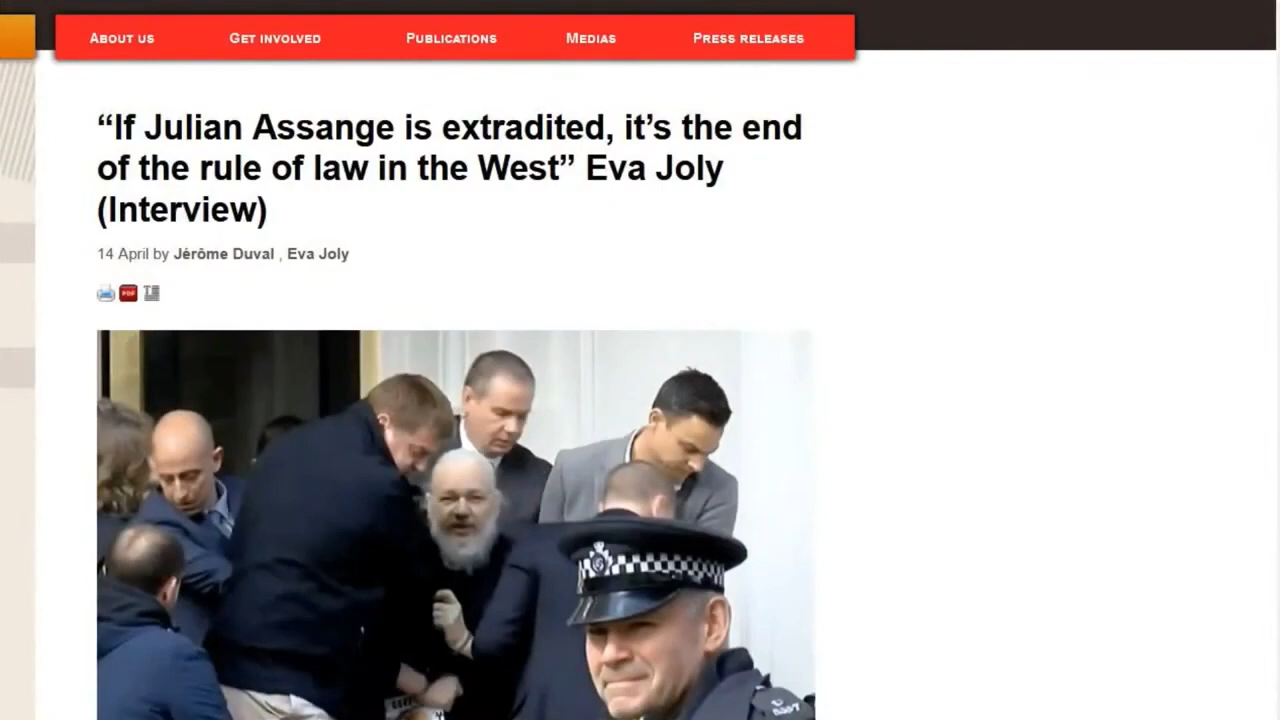 About us Get involved Publications Medias Press releases
“If Julian Assange is extradited, it’s the end
of the rule of law in the West” Eva Joly
(Interview)
14 April by Jérôme Duval , Eva Joly
PDF